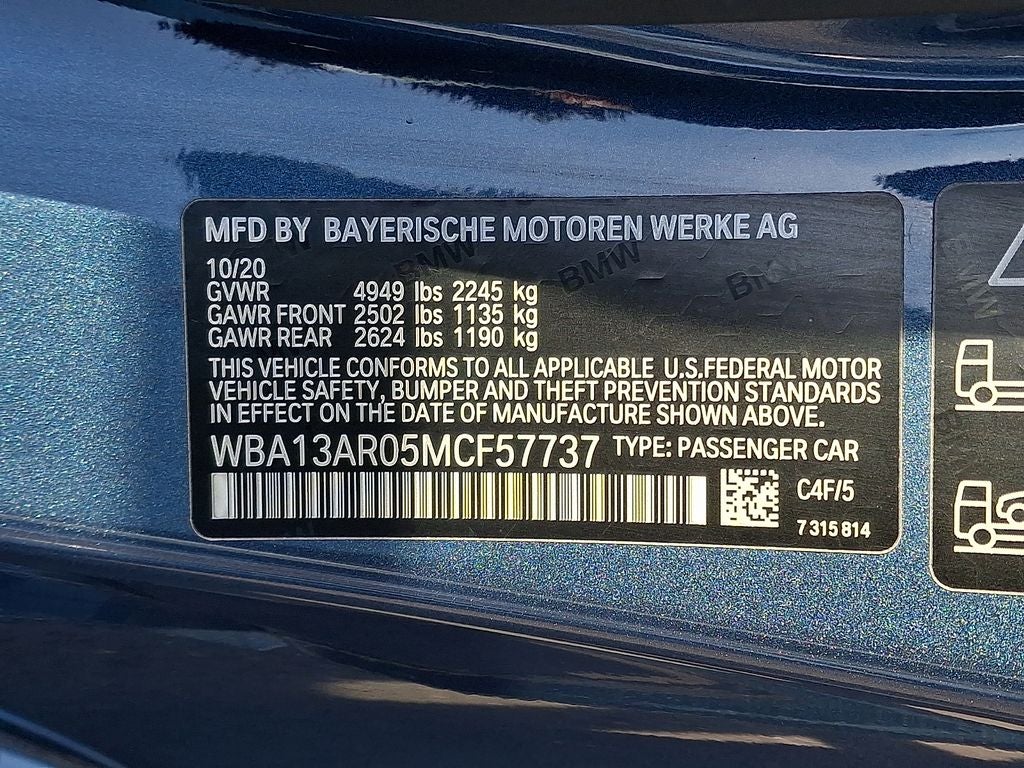 MFD BY BAYERISCHE MOTOREN WERKE AG
10/20
GVWR 4949 lbs 2245 kg
GAWR FRONT 2502 lbs 1135 kg
GAWR REAR 2624 lbs 1190 kg
THIS VEHICLE CONFORMS TO ALL APPLICABLE U.S.FEDERAL MOTOR
VEHICLE SAFETY, BUMPER AND THEFT PREVENTION STANDARDS
IN EFFECT ON THE DATE OF MANUFACTURE SHOWN ABOVE.
WBA13AR05MCF57737 TYPE: PASSENGER CAR
C4F/5
7 315 814
BMW
BMW
BMW